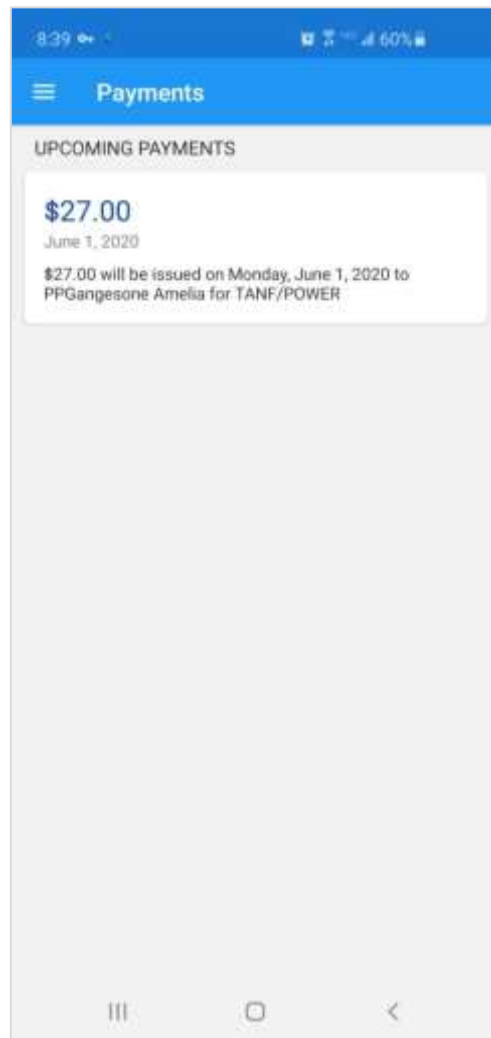 8:39
60%
Payments
UPCOMING PAYMENTS
$27.00
June 1, 2020
$27.00 will be issued on Monday, June 1, 2020 to
PPGangesone Amelia for TANF/POWER